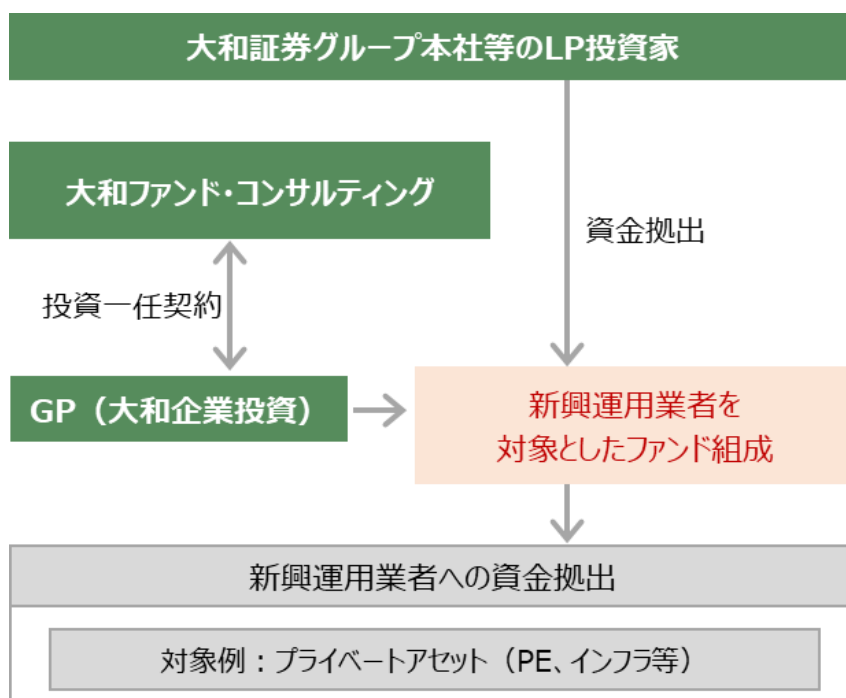 大和証券グループ本社等のLP投資家
大和ファンド・コンサルティング
資金拠出
投資一任契約
GP（大和企業投資）
新興運用業者を
対象としたファンド組成
新興運用業者への資金拠出
対象例：プライベートアセット（PE、インフラ等）